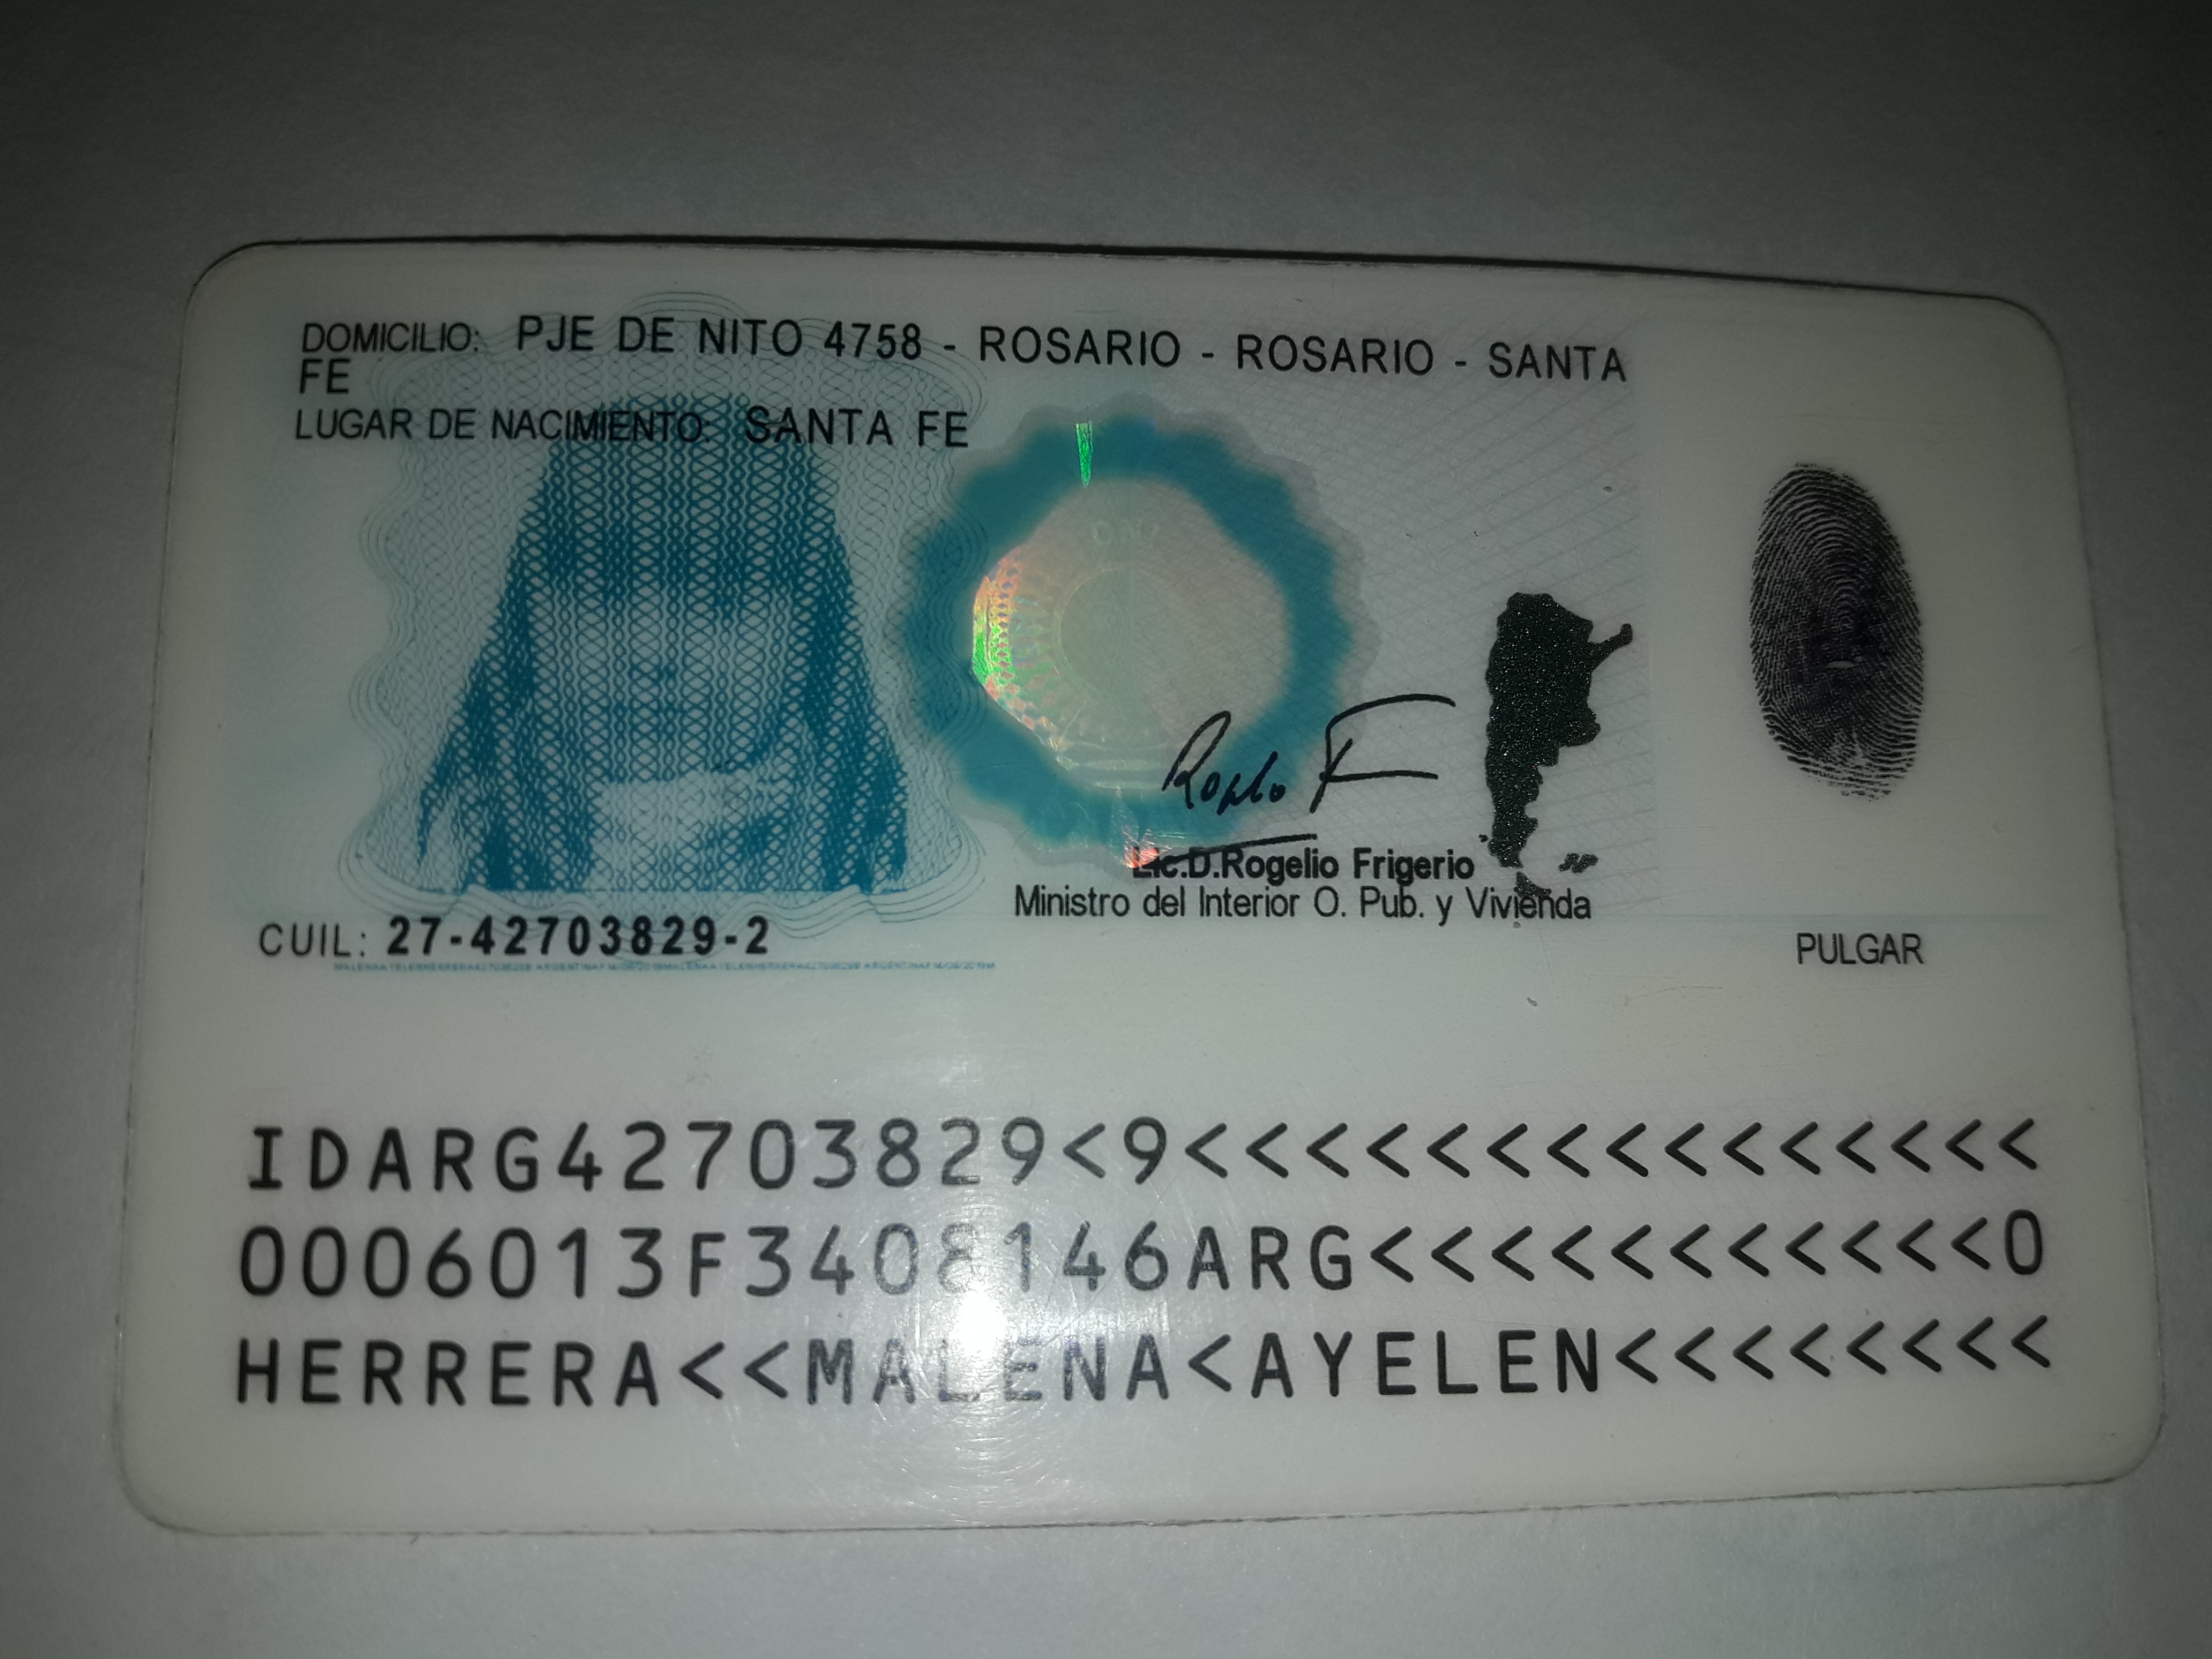 DOMICILIO: PJE DE NITO 4758 - ROSARIO - ROSARIO - SANTA
FE
LUGAR DE NACIMIENTO: SANTA FE
Lic.D.Rogelio Frigerio
Ministro del Interior O. Pub. y Vivienda
CUIL: 27-42703829-2
PULGAR
IDARG42703829<9<<<<<<<<<<<<<<<
0006013F3408146ARG<<<<<<<<<<<0
HERRERA<<MALENA<AYELEN<<<<<<<<